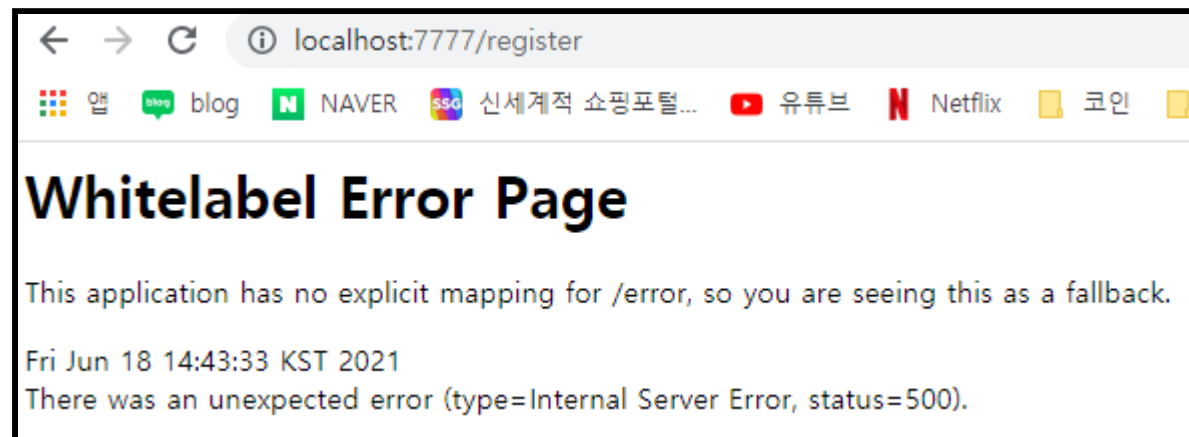 localhost:7777/register
앱 blog blog N NAVER SSG 신세계적 쇼핑포털... 유튜브 N Netflix 코인
Whitelabel Error Page
This application has no explicit mapping for /error, so you are seeing this as a fallback.
Fri Jun 18 14:43:33 KST 2021
There was an unexpected error (type=Internal Server Error, status=500).